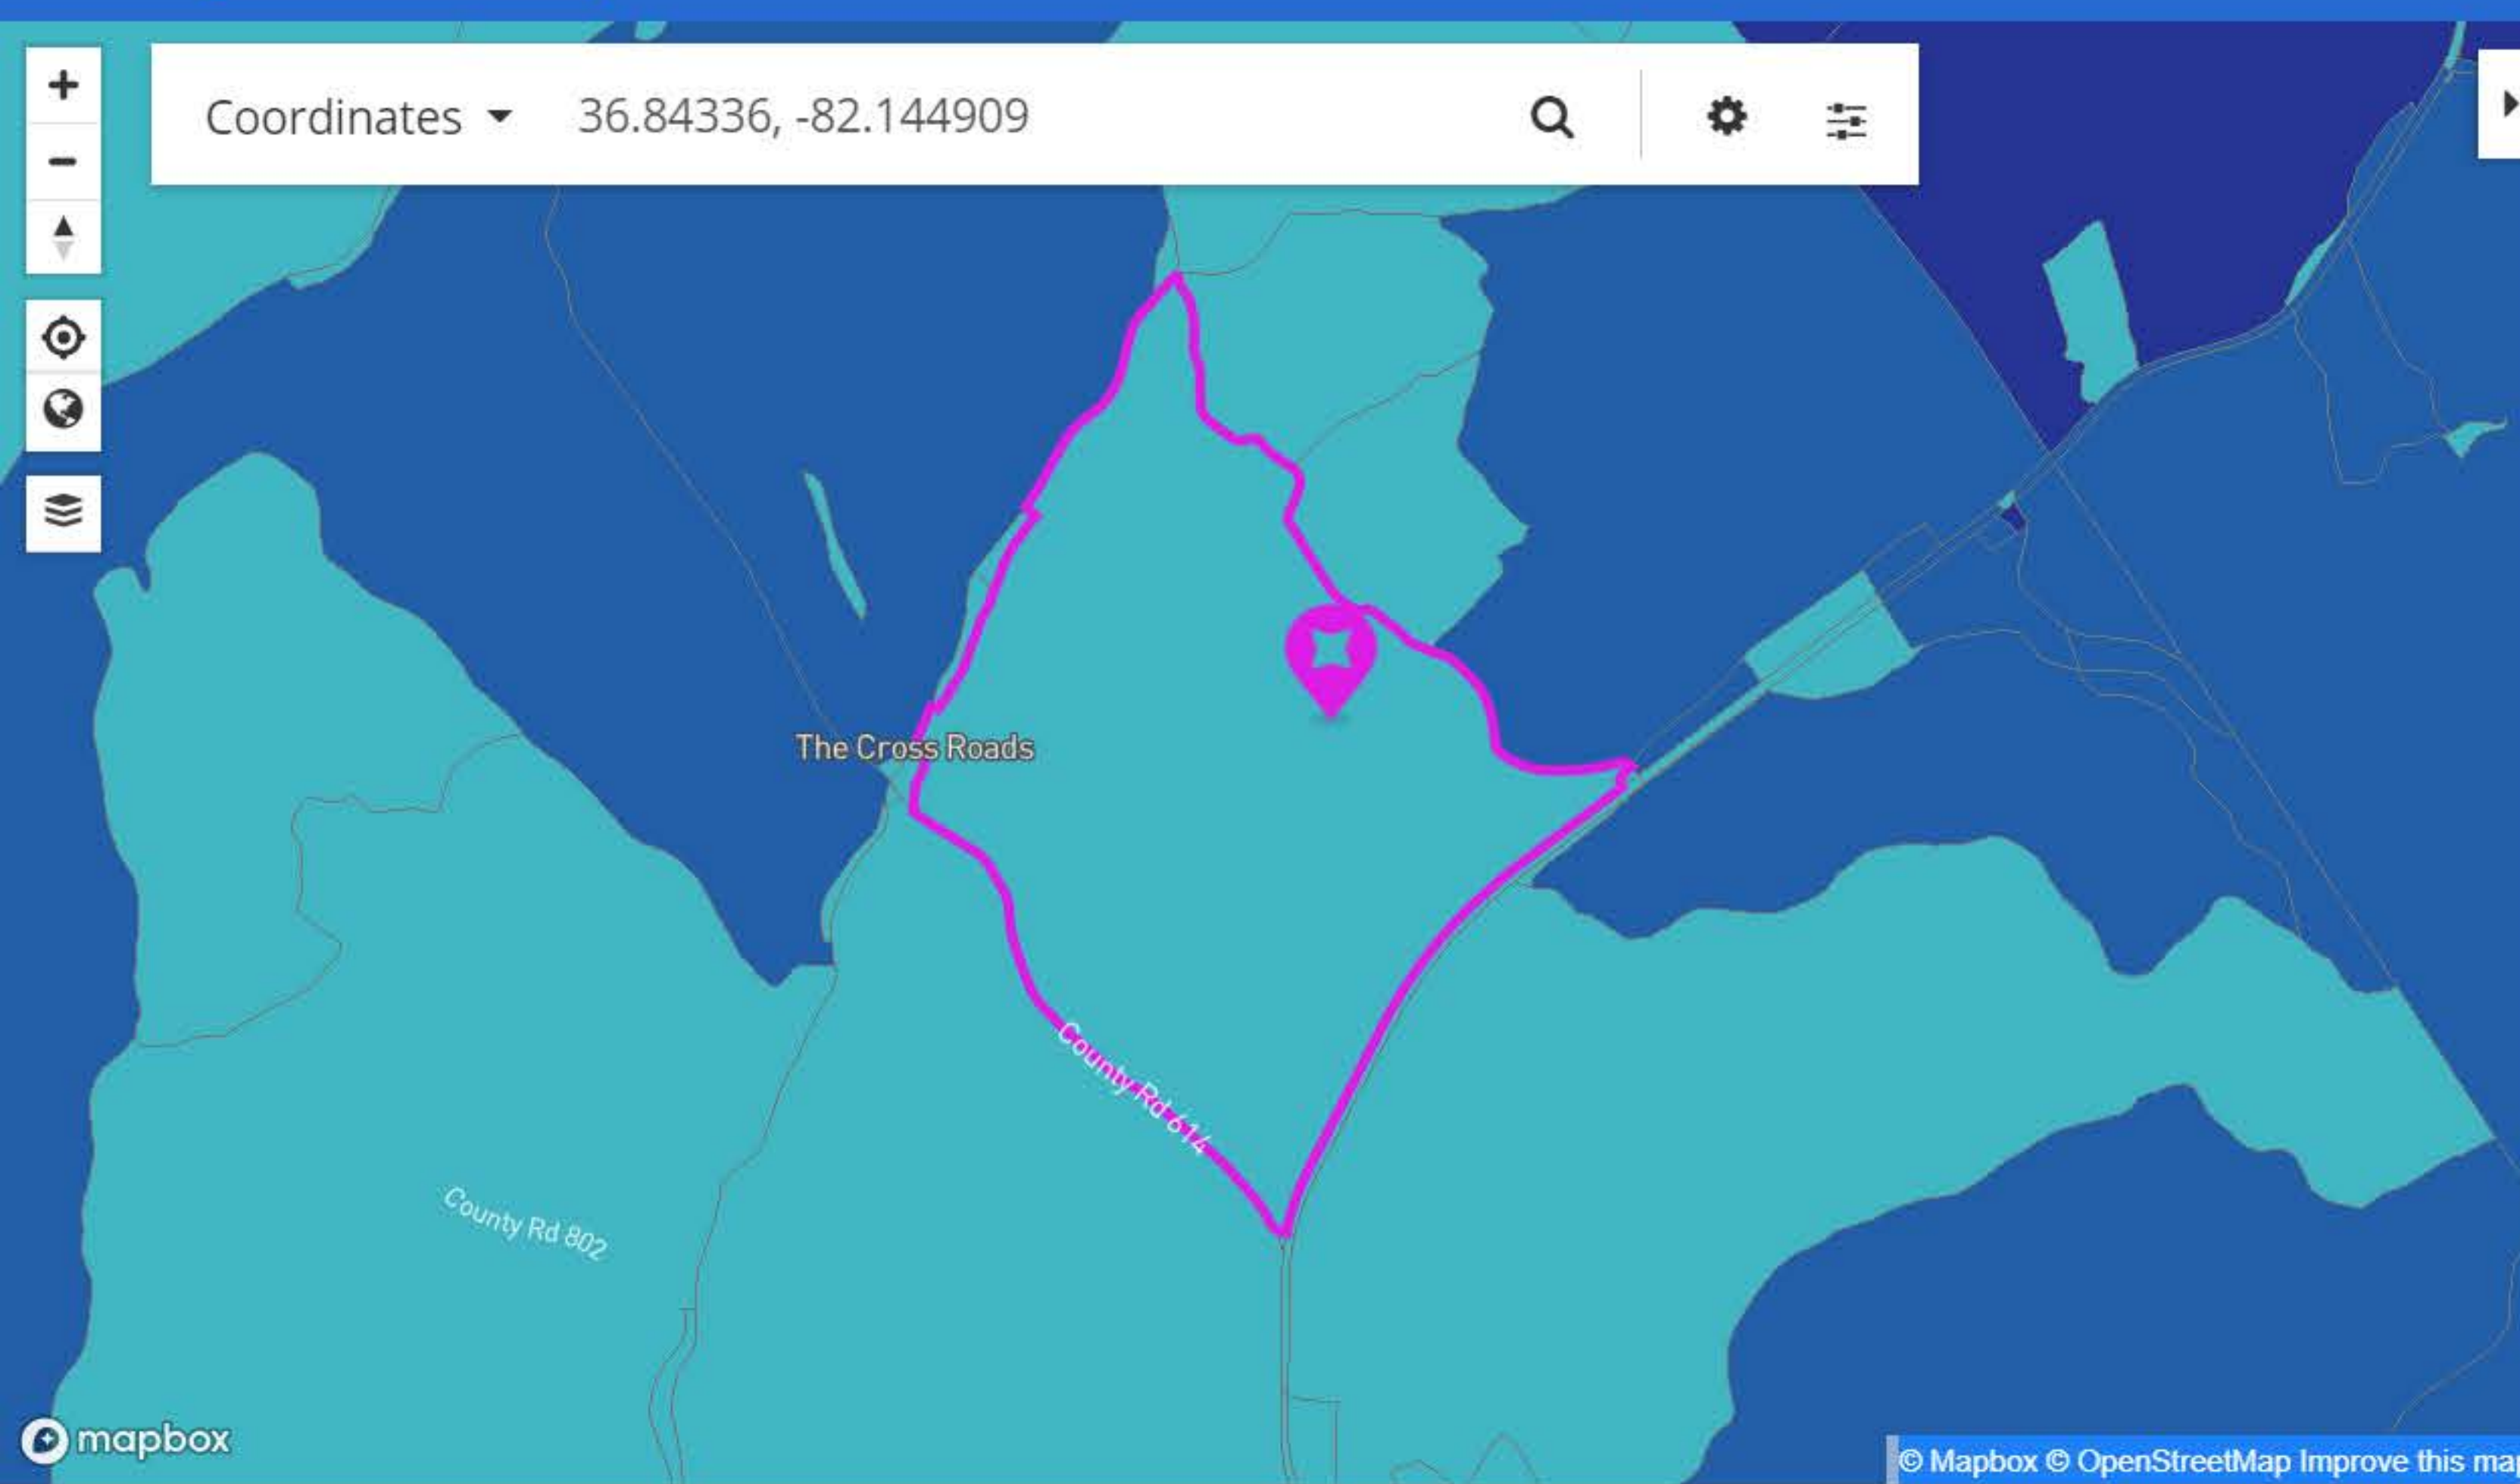 Coordinates 36.84336, -82.144909
The Cross Roads
County Rd 614
County Rd 802
mapbox
© Mapbox © OpenStreetMap Improve this ma